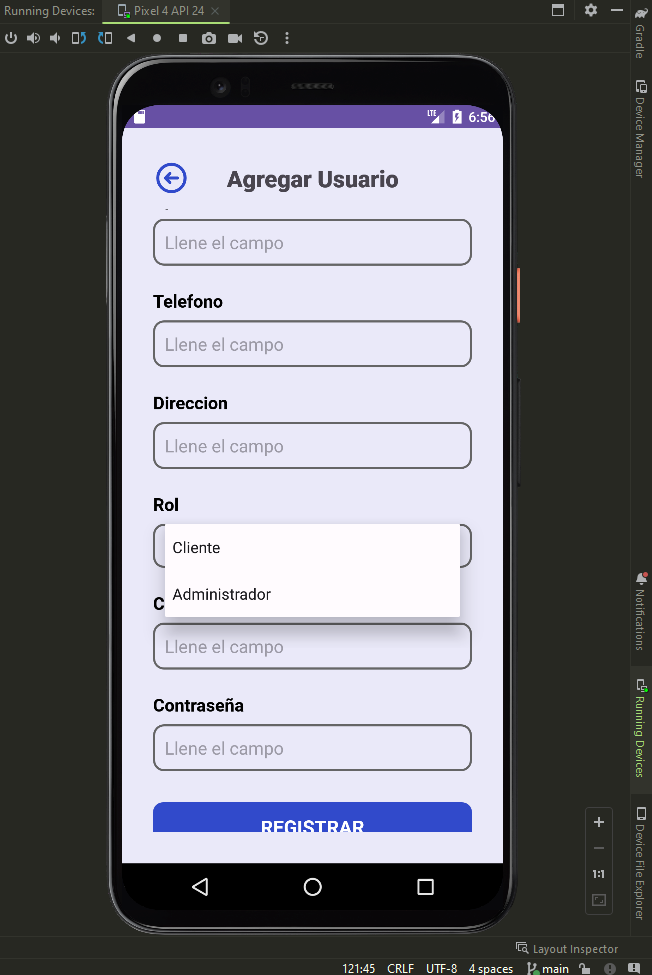 Running Devices:
Pixel 4 API 24
Gradle
Device Manager
LTE
6:56
Agregar Usuario
Llene el campo
Telefono
Llene el campo
Direccion
Llene el campo
Rol
Cliente
Administrador
C
Llene el campo
Contraseña
Llene el campo
REGISTRAR
Notifications
Running Devices
Device File Explorer
1:1
Layout Inspector
121:45 CRLF UTF-8 4 spaces main